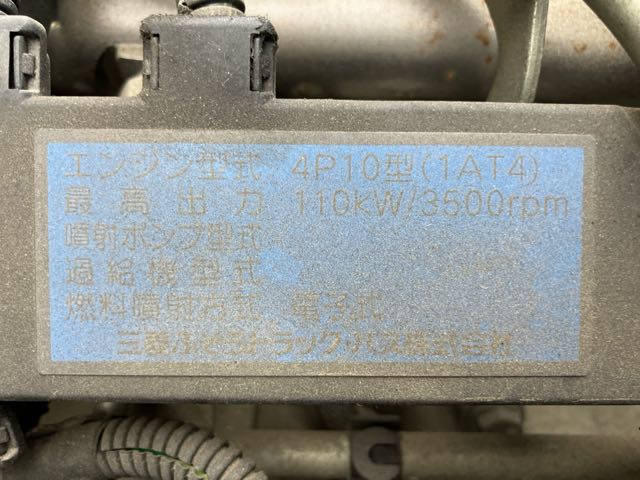 エンジン型式 4P10型(1AT4)
最高出力 110kW/3500rpm
噴射ポンプ型式
過給機型式
燃料噴射方式 電子式
三菱ふそうトラック・バス株式会社